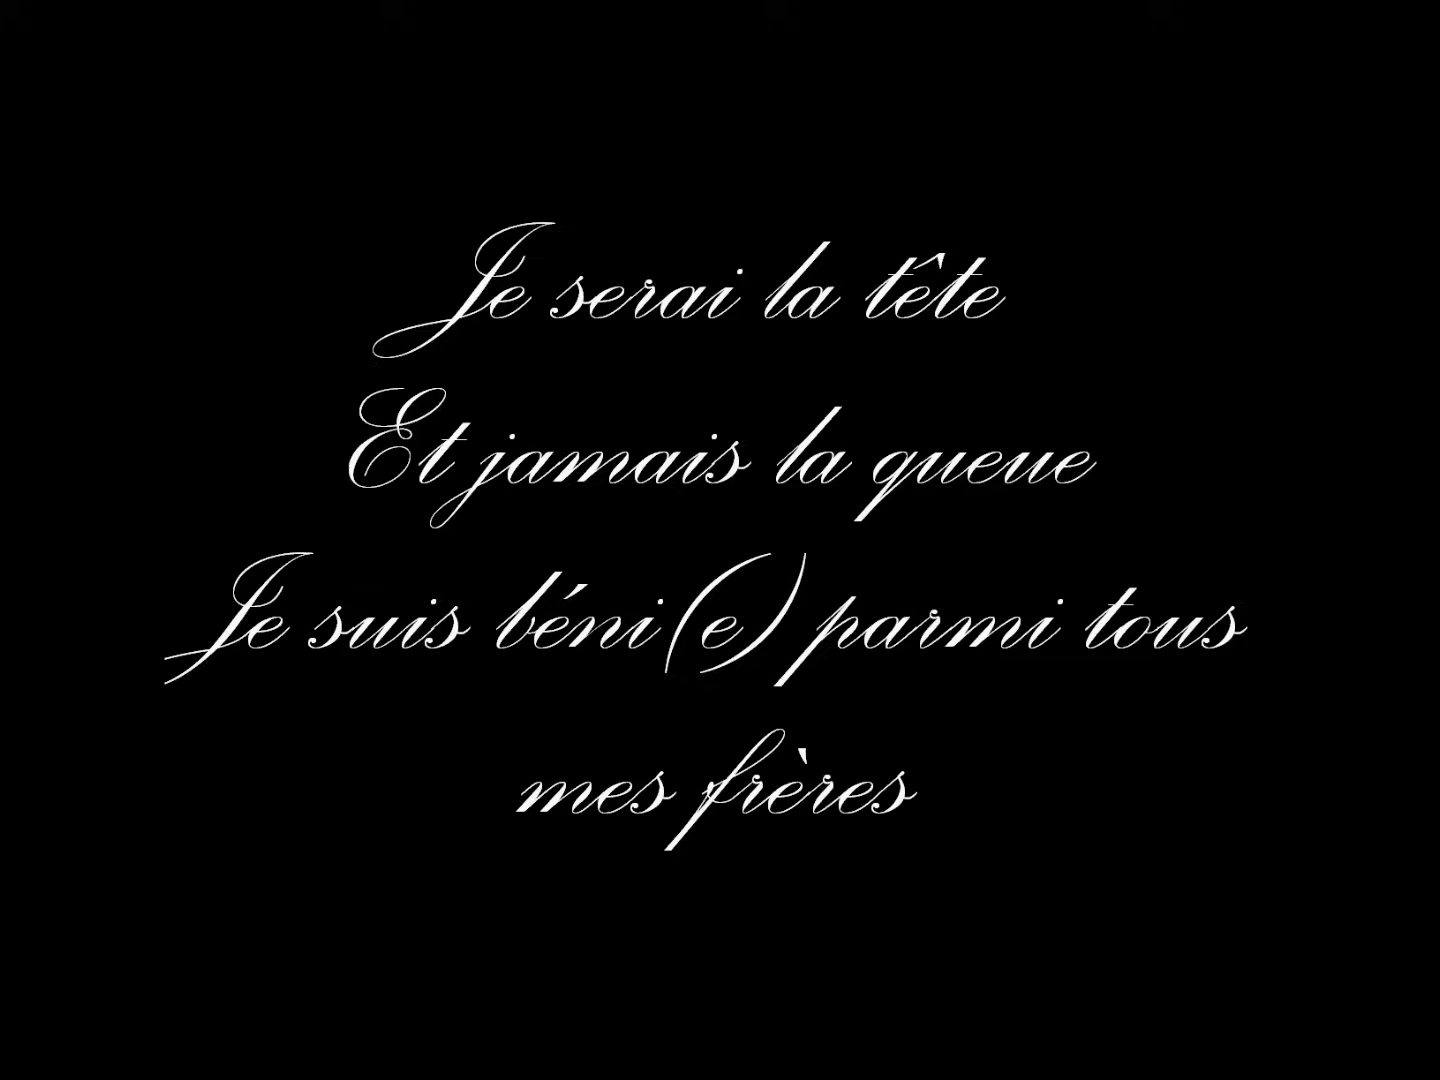 Je serai la tête
Et jamais la queue
Je suis béni(e) parmi tous
mes frères